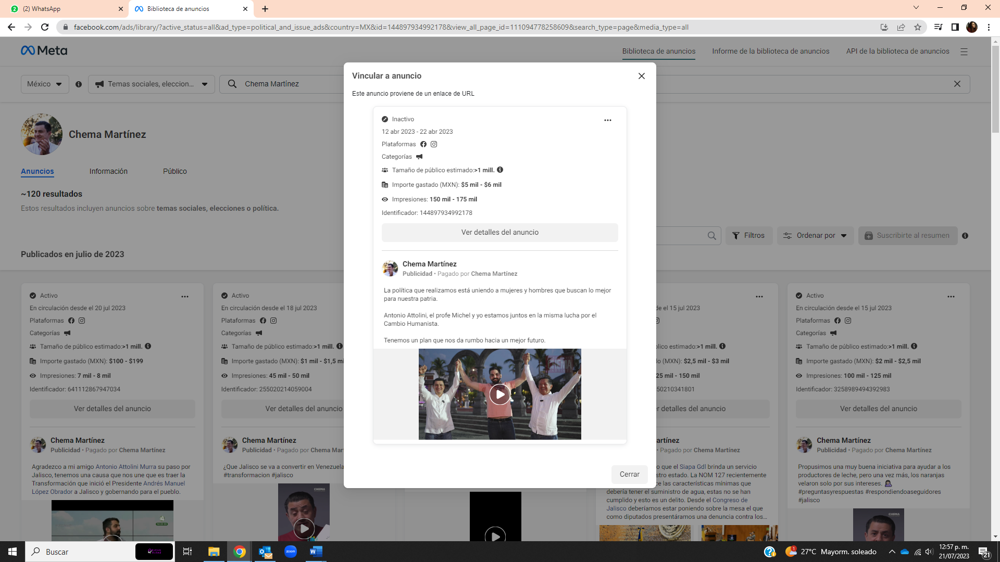 (2) WhatsApp
Biblioteca de anuncios
facebook.com/ads/library/?active_status=all&ad_type=political_and_issue_ads&country=MX&id=144897934992178&view_all_page_id=111094778258609&search_type=page&media_type=all
Meta
Biblioteca de anuncios
Informe de la biblioteca de anuncios
API de la biblioteca de anuncios
México
Temas sociales, eleccion...
Chema Martínez
Chema Martínez
Anuncios
Información
Público
~120 resultados
Estos resultados incluyen anuncios sobre temas sociales, elecciones o política.
Filtros
Ordenar por
Suscribirte al resumen
Publicados en julio de 2023
Vincular a anuncio
Este anuncio proviene de un enlace de URL
Inactivo
12 abr 2023 - 22 abr 2023
Plataformas
Categorías
Tamaño de público estimado:>1 mill.
Importe gastado (MXN): $5 mil - $6 mil
Impresiones: 150 mil - 175 mil
Identificador: 144897934992178
Ver detalles del anuncio
Chema Martínez
Publicidad • Pagado por Chema Martínez
La política que realizamos está uniendo a mujeres y hombres que buscan lo mejor
para nuestra patria.
Antonio Attolini, el profe Michel y yo estamos juntos en la misma lucha por el
Cambio Humanista.
Tenemos un plan que nos da rumbo hacia un mejor futuro.
CHEMA
Cerrar
Activo
En circulación desde el 20 jul 2023
Plataformas
Categorías
Tamaño de público estimado:>1 mill.
Importe gastado (MXN): $100 - $199
Impresiones: 7 mil - 8 mil
Identificador: 641112867947034
Ver detalles del anuncio
Chema Martínez
Publicidad • Pagado por Chema Martínez
Agradezco a mi amigo Antonio Attolini Murra su paso por
Jalisco, tenemos una causa que nos une que es traer la
Transformación que inició el Presidente Andrés Manuel
López Obrador a Jalisco y gobernando para el pueblo.
Activo
En circulación desde el 18 jul 2023
Plataformas
Categorías
Tamaño de público estimado:>1 mill.
Importe gastado (MXN): $1 mil - $1,5 mi
Impresiones: 45 mil - 50 mil
Identificador: 255020214059004
Ver detalles del anuncio
Chema Martínez
Publicidad • Pagado por Chema Mar
¿Que Jalisco se va a convertir en Venezuela
#transformacion #jalisco
CHEMA
de el 15 jul 2023
blico estimado:>1 mill.
do (MXN): $2,5 mil - $3 mil
25 mil - 150 mil
50210341801
r detalles del anuncio
artínez
• Pagado por Chema Martínez
o que el Siapa Gdl brinda un servicio
stro estado. La NOM 127 recientemente
ce las características mínimas que
debería tener el suministro de agua, estas no se han
cumplido y esto es un delito. Desde el Congreso de
Jalisco deberíamos estar poniendo sobre la mesa el que
como diputados presentáramos una denuncia contra los...
Activo
En circulación desde el 15 jul 2023
Plataformas
Categorías
Tamaño de público estimado:>1 mill.
Importe gastado (MXN): $2 mil - $2,5 mil
Impresiones: 100 mil - 125 mil
Identificador: 3258989494392983
Ver detalles del anuncio
Chema Martínez
Publicidad • Pagado por Chema Martínez
Propusimos una muy buena iniciativa para ayudar a los
productores de leche, pero una vez más, los naranjas
velaron solo por sus intereses.
#preguntasyrespuestas #respondiendoaseguidores
#jalisco
CHEMA
Buscar
zoom
1
27°C Mayorm. soleado
12:57 p. m.
21/07/2023
21